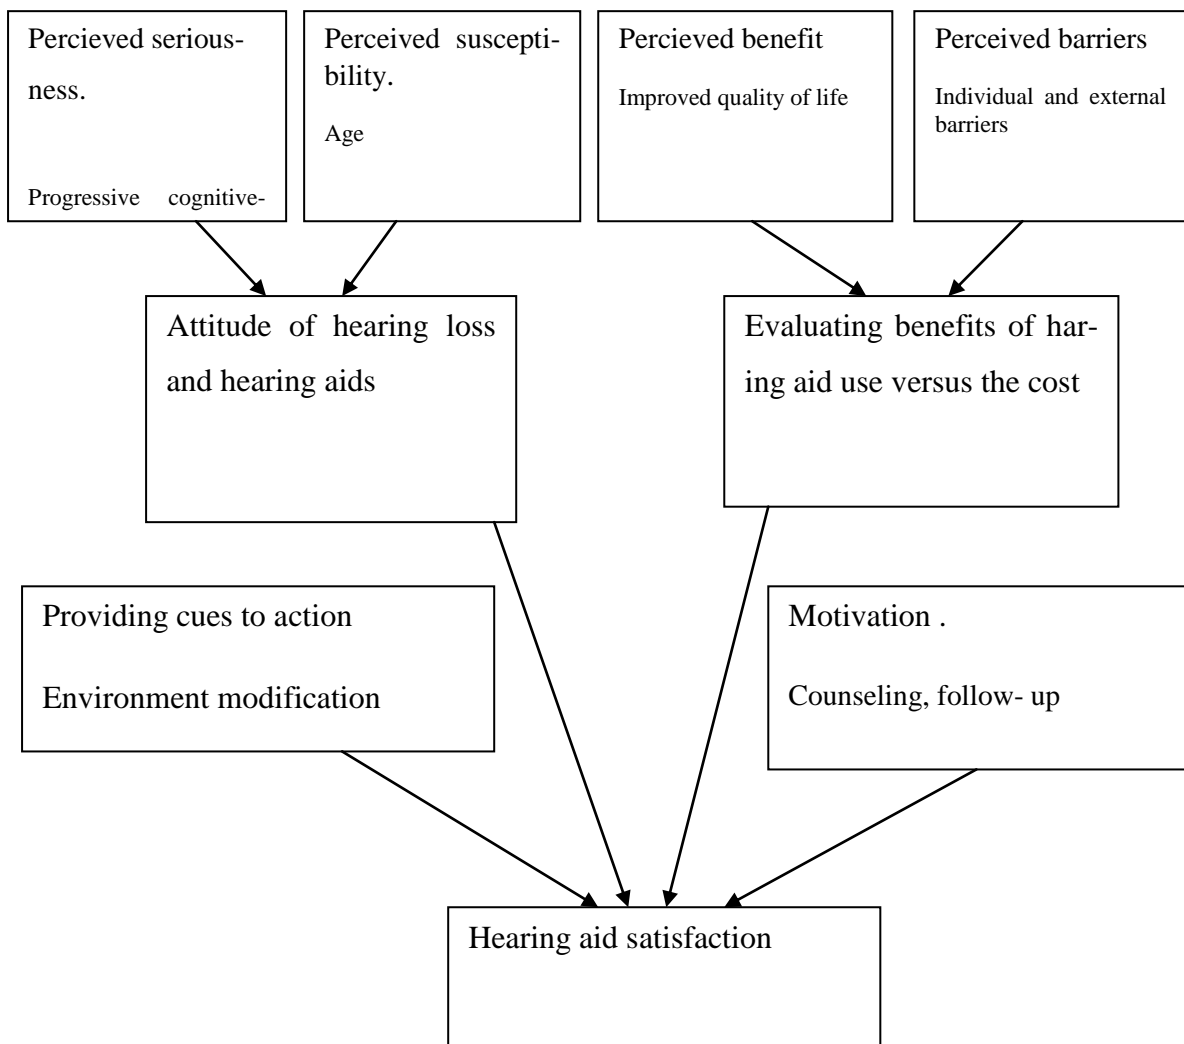 Percieved serious-
ness.
Progressive cognitive-
Perceived suscepti-
bility.
Age
Percieved benefit
Improved quality of life
Perceived barriers
Individual and external
barriers
Attitude of hearing loss
and hearing aids
Evaluating benefits of har-
ing aid use versus the cost
Providing cues to action
Environment modification
Motivation .
Counseling, follow- up
Hearing aid satisfaction